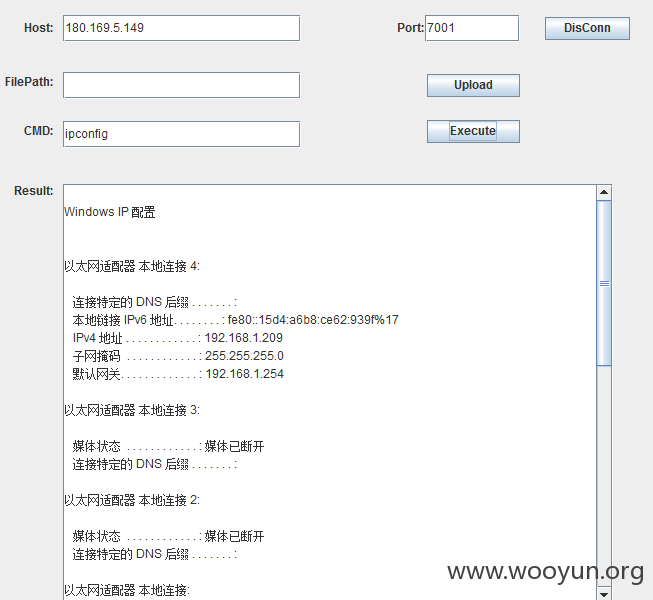 Host: 180.169.5.149 Port: 7001 DisConn
FilePath: Upload
CMD: ipconfig Execute
Result:
Windows IP 配置
以太网适配器 本地连接 4:
连接特定的 DNS 后缀 . . . . . . . :
本地链接 IPv6 地址. . . . . . . . : fe80::15d4:a6b8:ce62:939f%17
IPv4 地址 . . . . . . . . . . . . : 192.168.1.209
子网掩码 . . . . . . . . . . . . : 255.255.255.0
默认网关. . . . . . . . . . . . . : 192.168.1.254
以太网适配器 本地连接 3:
媒体状态 . . . . . . . . . . . . : 媒体已断开
连接特定的 DNS 后缀 . . . . . . . :
以太网适配器 本地连接 2:
媒体状态 . . . . . . . . . . . . : 媒体已断开
连接特定的 DNS 后缀 . . . . . . . :
www.wooyun.org
以太网适配器 本地连接: